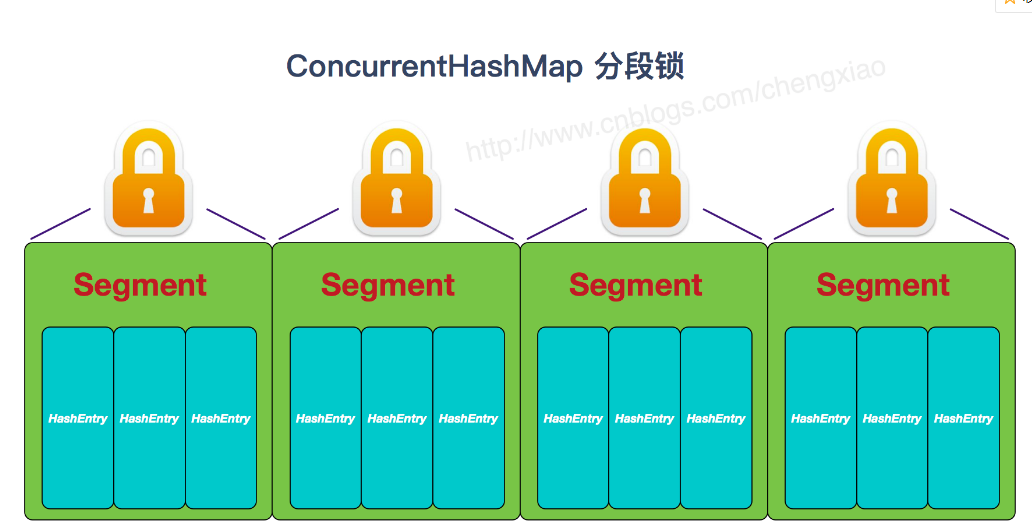 ConcurrentHashMap 分段锁
http://www.cnblogs.com/chengxiao
Segment Segment Segment Segment
HashEntry HashEntry HashEntry HashEntry HashEntry HashEntry HashEntry HashEntry HashEntry HashEntry HashEntry HashEntry